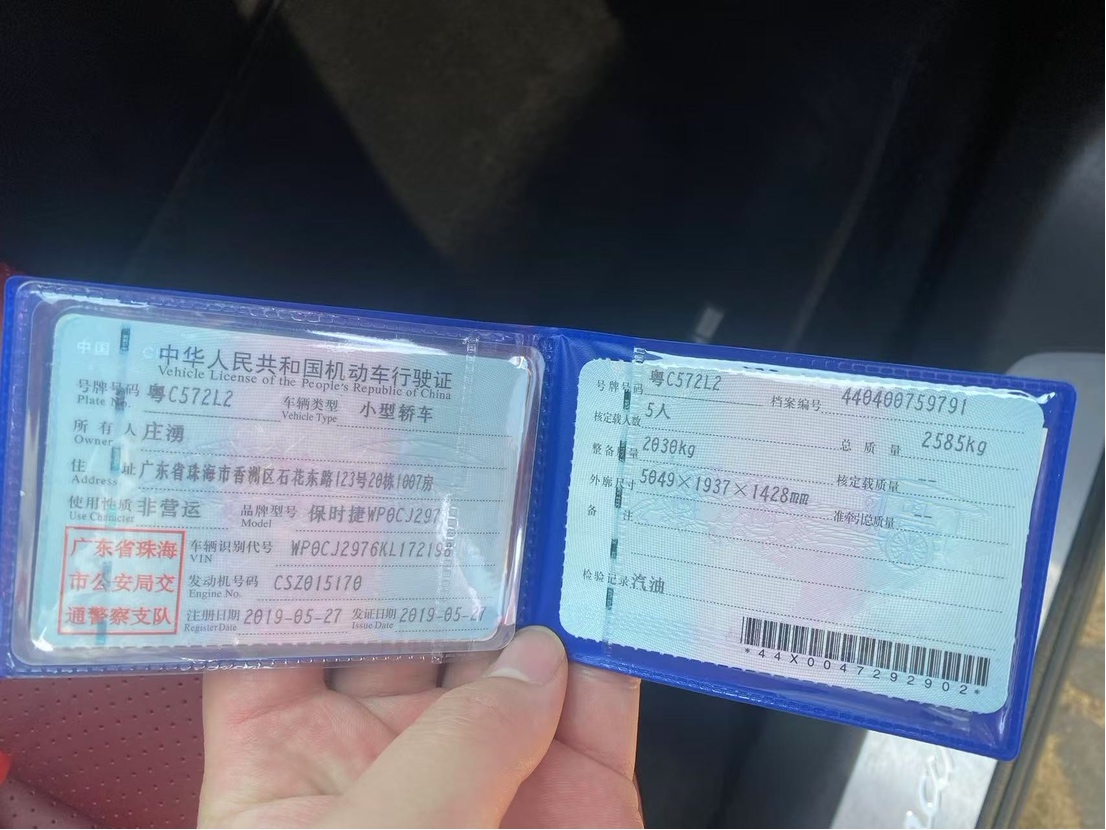 中国
中华人民共和国机动车行驶证
Vehicle License of the People's Republic of China
号牌号码 粤C572L2 车辆类型 小型轿车
Plate No. Vehicle Type
所有人 庄湧
Owner
住址 广东省珠海市香洲区石花东路123号20栋1007房
Address
使用性质 非营运 品牌型号 保时捷WP0CJ297
Use Character Model
广东省珠海
市公安局交
通警察支队
车辆识别代号 WP0CJ2976KL172198
VIN
发动机号码 CSZ015170
Engine No.
注册日期 2019-05-27 发证日期 2019-05-27
Register Date Issue Date
号牌号码 粤C572L2 档案编号 440400759791
核定载人数 5人 总质量 2585kg
整备质量 2030kg 核定载质量 --
外廓尺寸 5049×1937×1428mm 准牵引总质量 --
备注
检验记录 汽油
*44X0047292902*